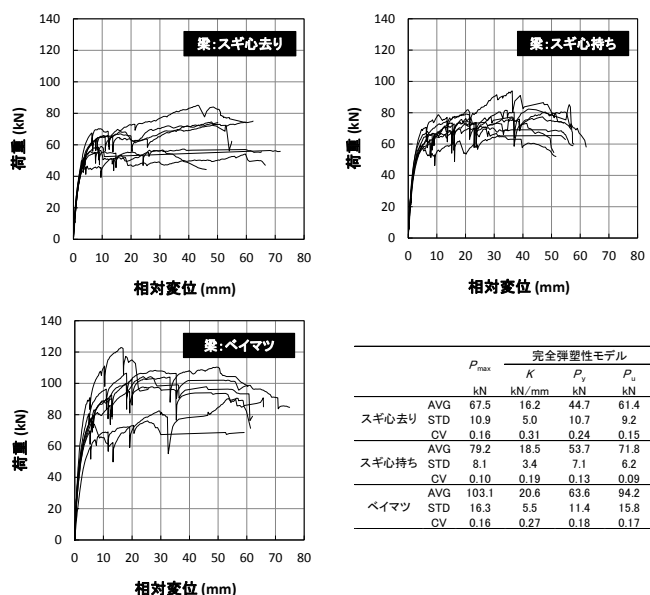 梁：スギ心去り
140
120
100
80
60
40
20
0
荷重 (kN)
0 10 20 30 40 50 60 70 80
相対変位 (mm)
梁：スギ心持ち
140
120
100
80
60
40
20
0
荷重 (kN)
0 10 20 30 40 50 60 70 80
相対変位 (mm)
梁：ベイマツ
140
120
100
80
60
40
20
0
荷重 (kN)
0 10 20 30 40 50 60 70 80
相対変位 (mm)
Pmax 完全弾塑性モデル
K Py Pu
kN kN/mm kN kN
AVG 67.5 16.2 44.7 61.4
スギ心去り STD 10.9 5.0 10.7 9.2
CV 0.16 0.31 0.24 0.15
AVG 79.2 18.5 53.7 71.8
スギ心持ち STD 8.1 3.4 7.1 6.2
CV 0.10 0.19 0.13 0.09
AVG 103.1 20.6 63.6 94.2
ベイマツ STD 16.3 5.5 11.4 15.8
CV 0.16 0.27 0.18 0.17